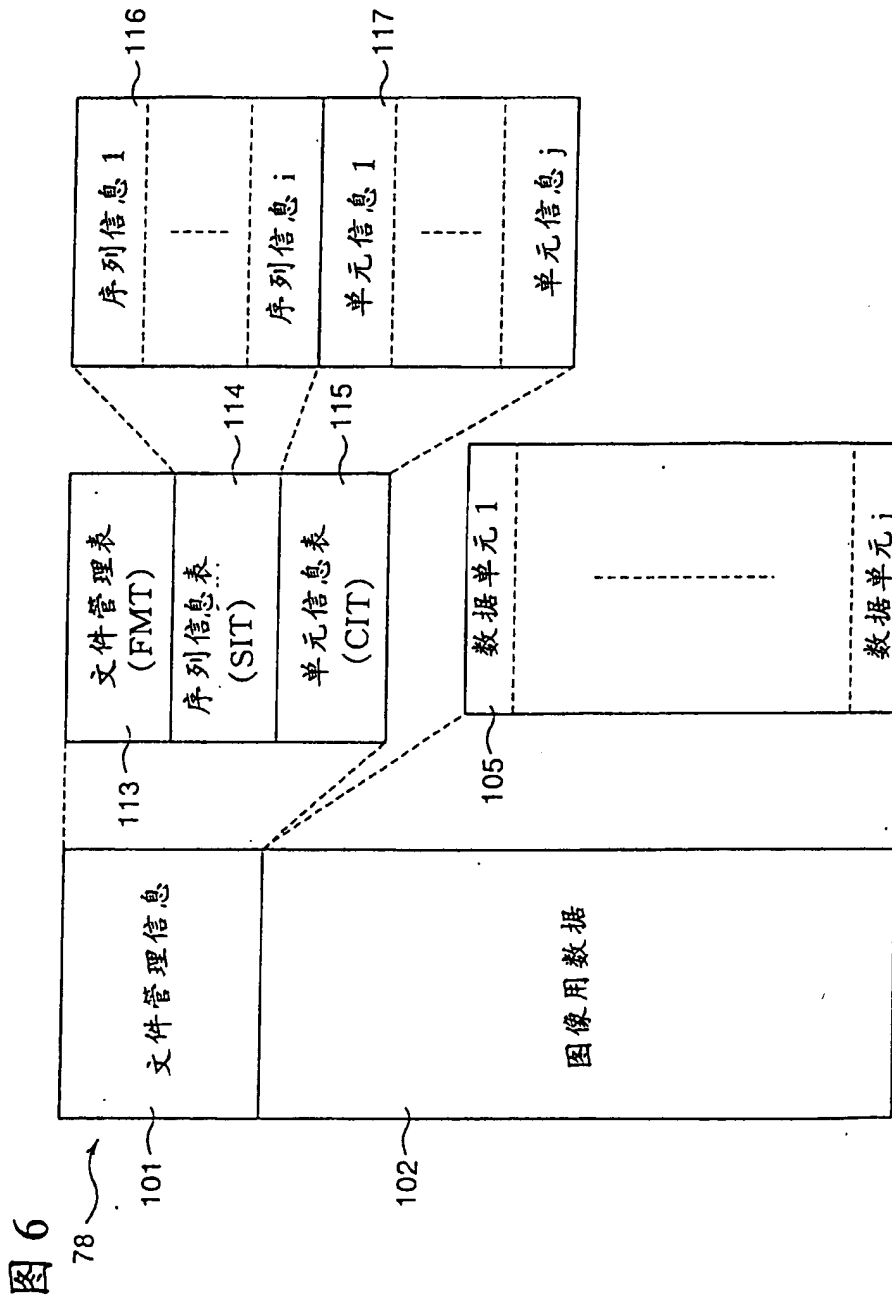 图 6
78
101
文件管理信息
102
图像用数据
113
文件管理表
(FMT)
序列信息表
(SIT)
114
单元信息表
(CIT)
115
105
数据单元 1
数据单元 j
序列信息 1
116
序列信息 i
单元信息 1
117
单元信息 j